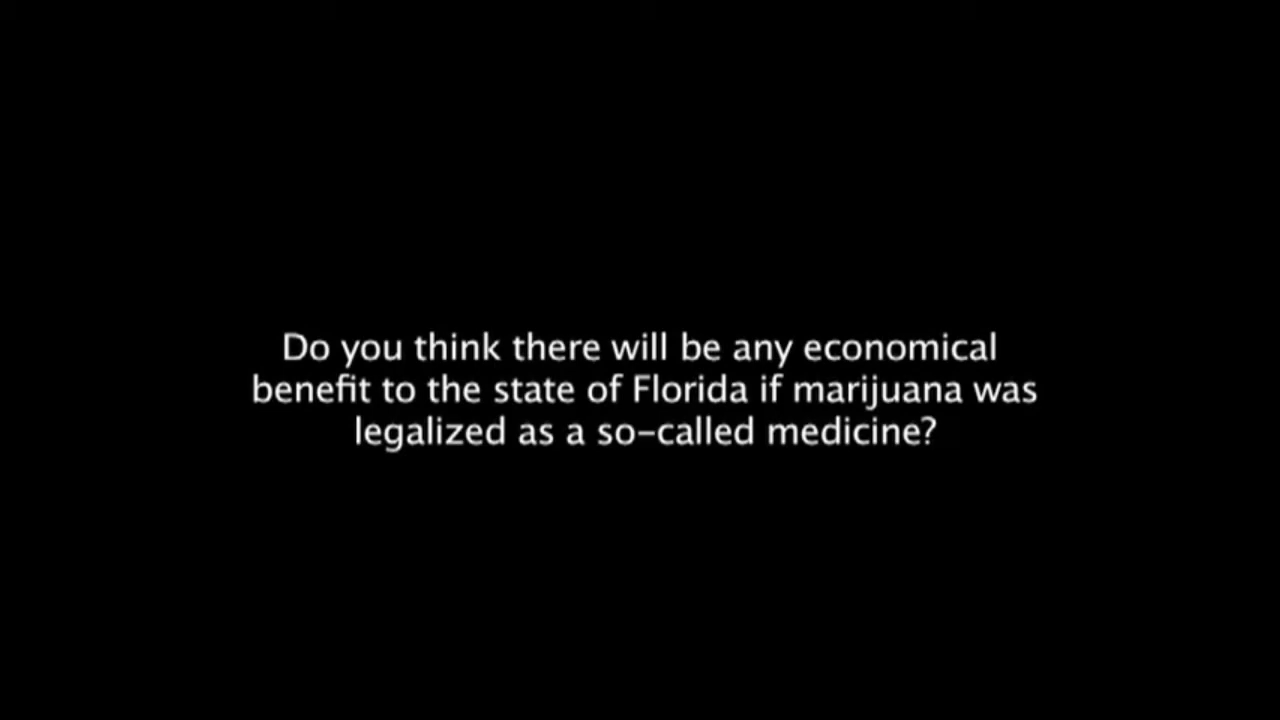 Do you think there will be any economical
benefit to the state of Florida if marijuana was
legalized as a so-called medicine?